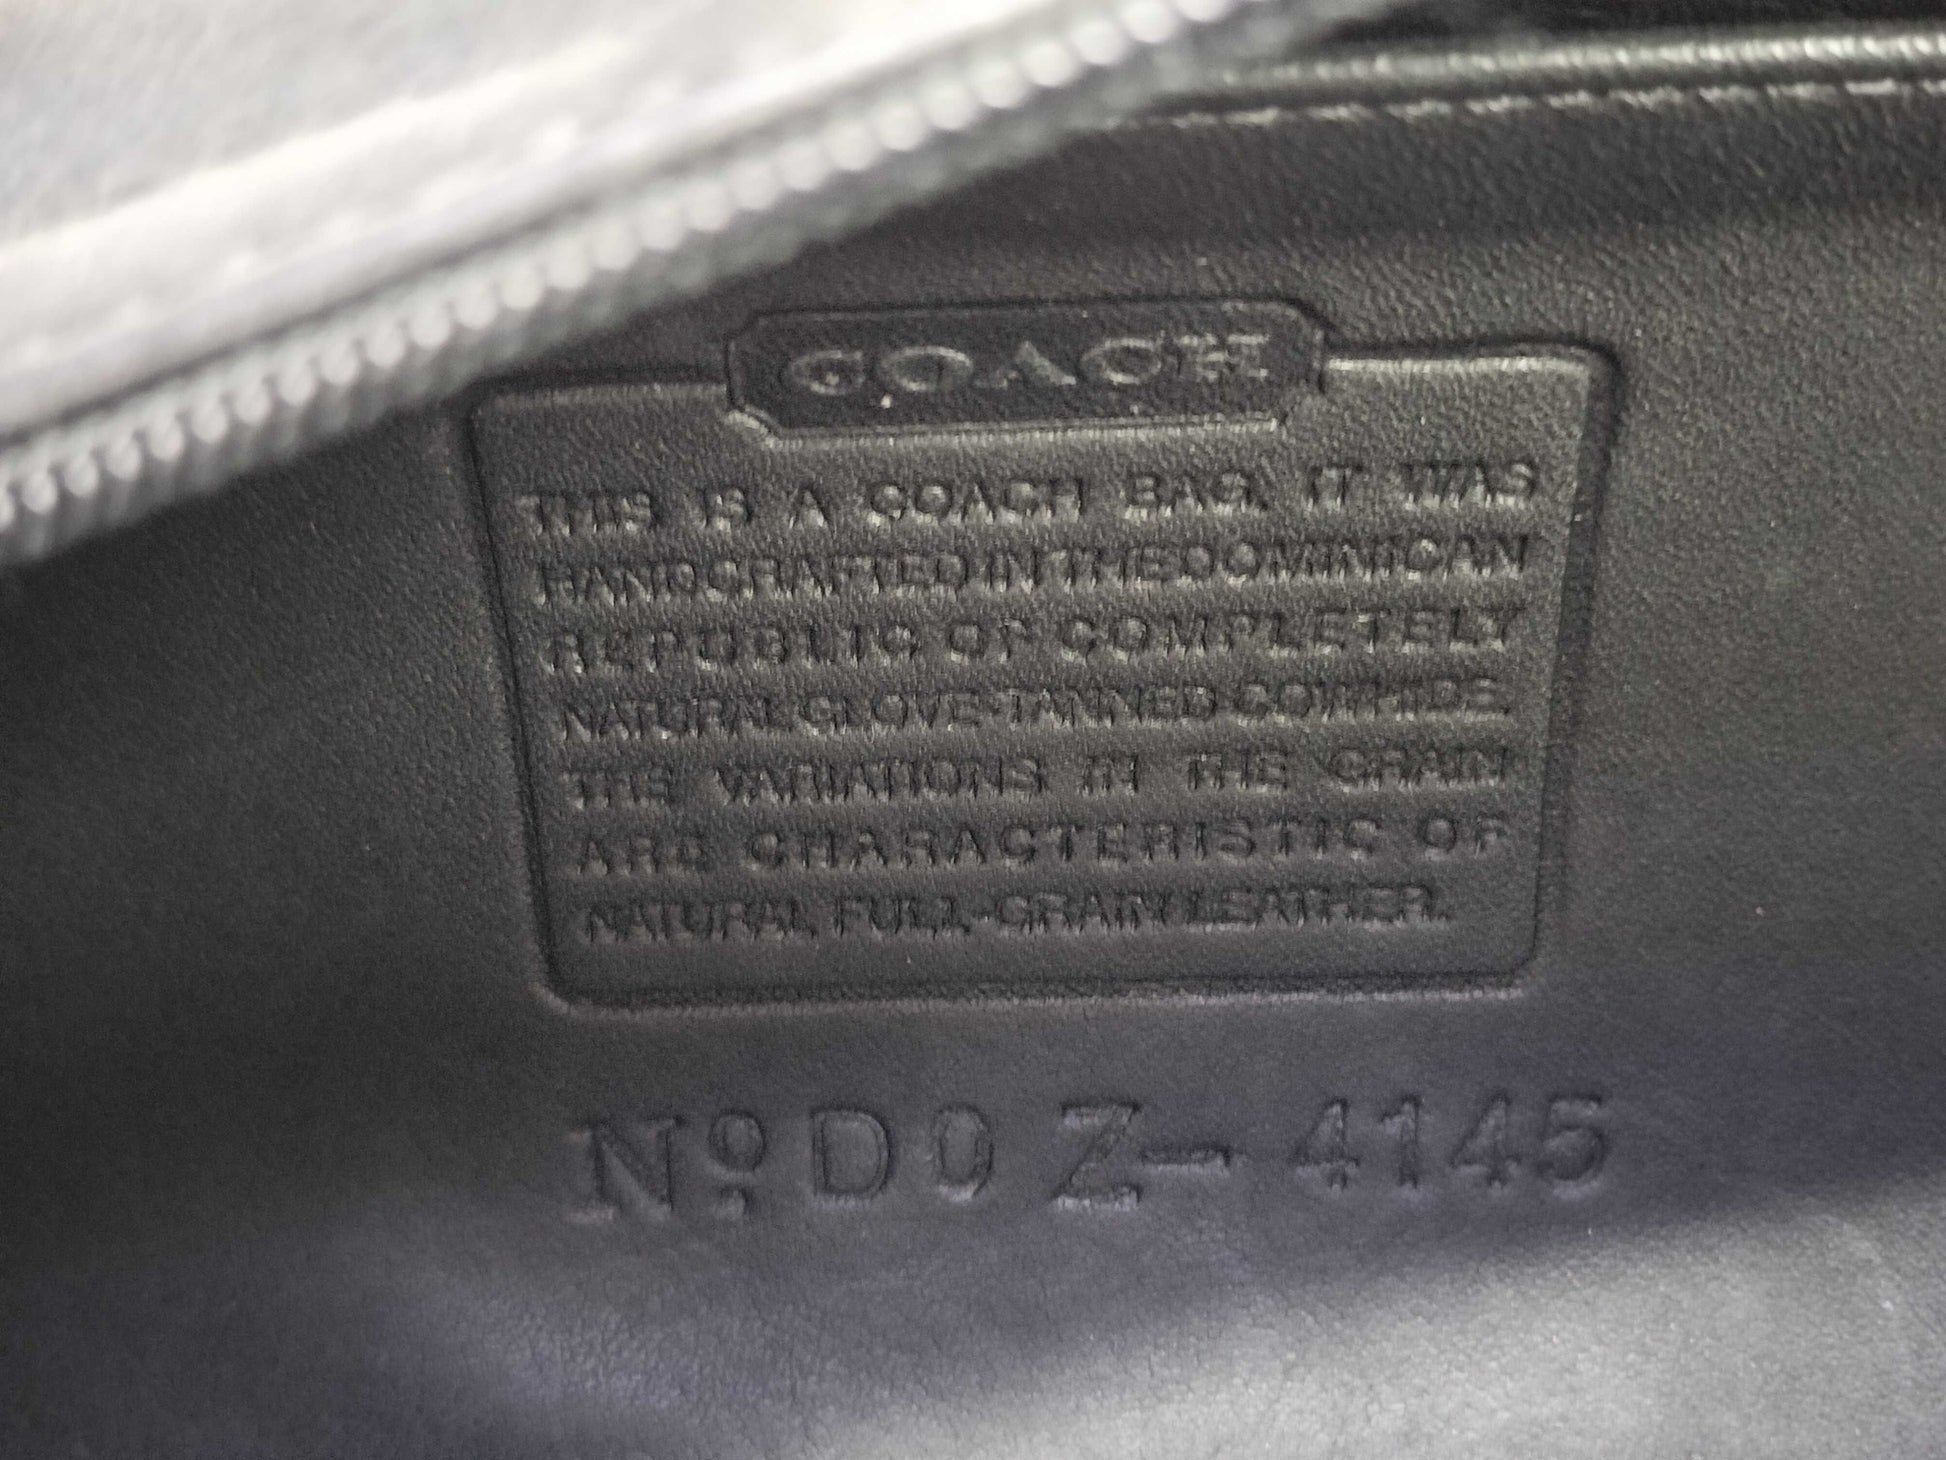 COACH
THIS IS A COACH BAG. IT WAS
HANDCRAFTED IN THE DOMINICAN
REPUBLIC OF COMPLETELY
NATURAL GLOVE-TANNED COWHIDE.
THE VARIATIONS IN THE GRAIN
ARE CHARACTERISTIC OF
NATURAL FULL-GRAIN LEATHER.
Nº D0Z-4145